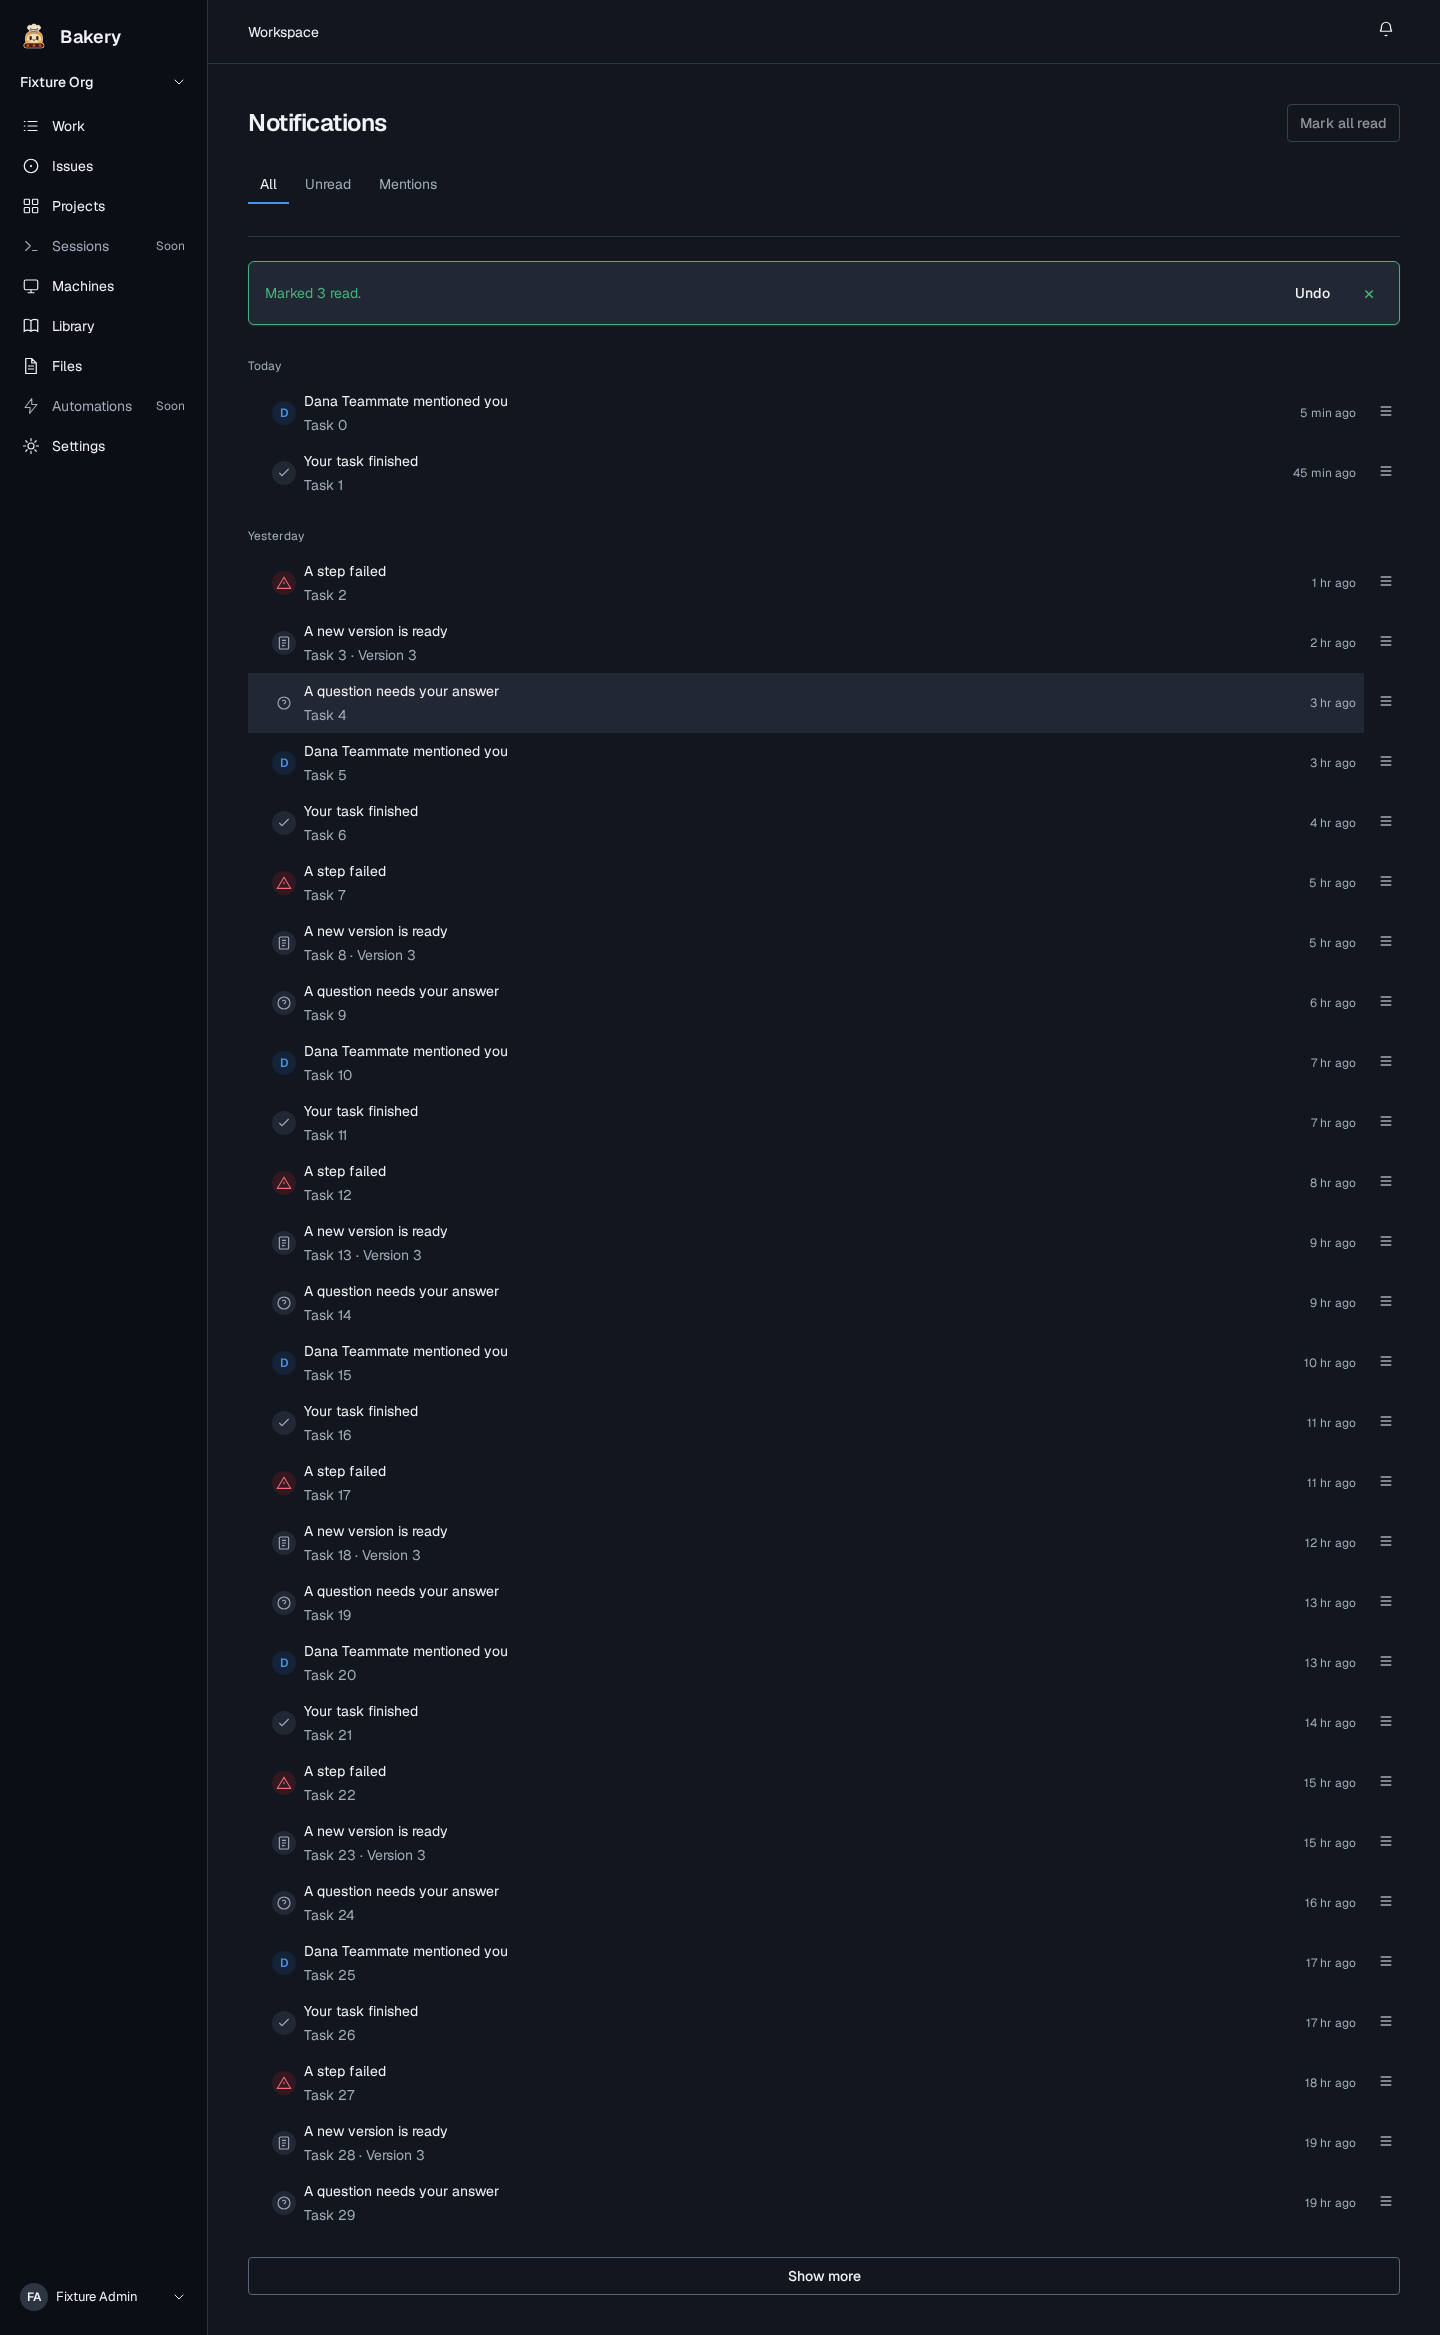 Bakery
Workspace
Fixture Org
Work
Issues
Projects
Sessions Soon
Machines
Library
Files
Automations Soon
Settings
FA Fixture Admin
Notifications
Mark all read
All Unread Mentions
Marked 3 read.
Undo
Today
D Dana Teammate mentioned you
Task 0
5 min ago
Your task finished
Task 1
45 min ago
Yesterday
A step failed
Task 2
1 hr ago
A new version is ready
Task 3 · Version 3
2 hr ago
A question needs your answer
Task 4
3 hr ago
D Dana Teammate mentioned you
Task 5
3 hr ago
Your task finished
Task 6
4 hr ago
A step failed
Task 7
5 hr ago
A new version is ready
Task 8 · Version 3
5 hr ago
A question needs your answer
Task 9
6 hr ago
D Dana Teammate mentioned you
Task 10
7 hr ago
Your task finished
Task 11
7 hr ago
A step failed
Task 12
8 hr ago
A new version is ready
Task 13 · Version 3
9 hr ago
A question needs your answer
Task 14
9 hr ago
D Dana Teammate mentioned you
Task 15
10 hr ago
Your task finished
Task 16
11 hr ago
A step failed
Task 17
11 hr ago
A new version is ready
Task 18 · Version 3
12 hr ago
A question needs your answer
Task 19
13 hr ago
D Dana Teammate mentioned you
Task 20
13 hr ago
Your task finished
Task 21
14 hr ago
A step failed
Task 22
15 hr ago
A new version is ready
Task 23 · Version 3
15 hr ago
A question needs your answer
Task 24
16 hr ago
D Dana Teammate mentioned you
Task 25
17 hr ago
Your task finished
Task 26
17 hr ago
A step failed
Task 27
18 hr ago
A new version is ready
Task 28 · Version 3
19 hr ago
A question needs your answer
Task 29
19 hr ago
Show more